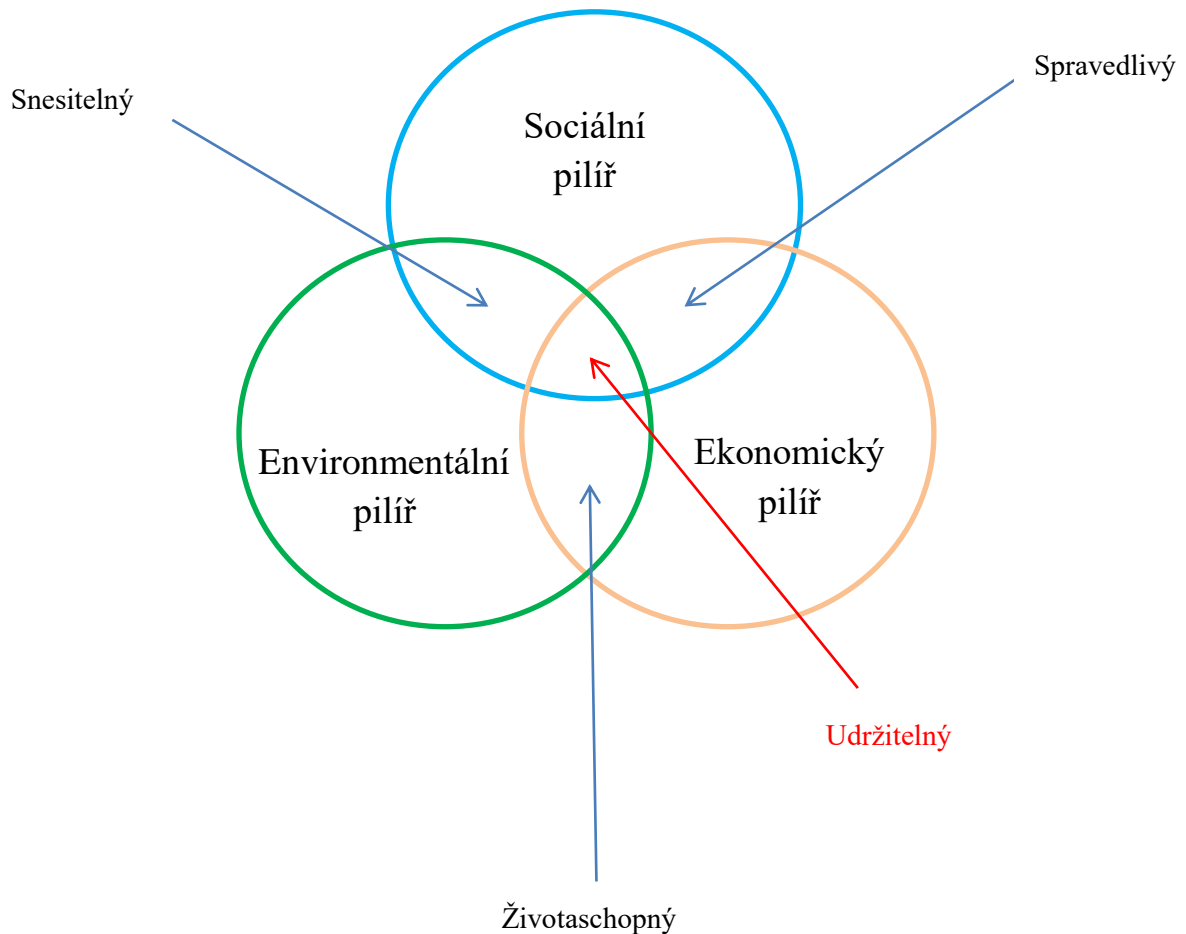 Spravedlivý
Snesitelný
Sociální
pilíř
Environmentální
pilíř
Ekonomický
pilíř
Udržitelný
Životaschopný